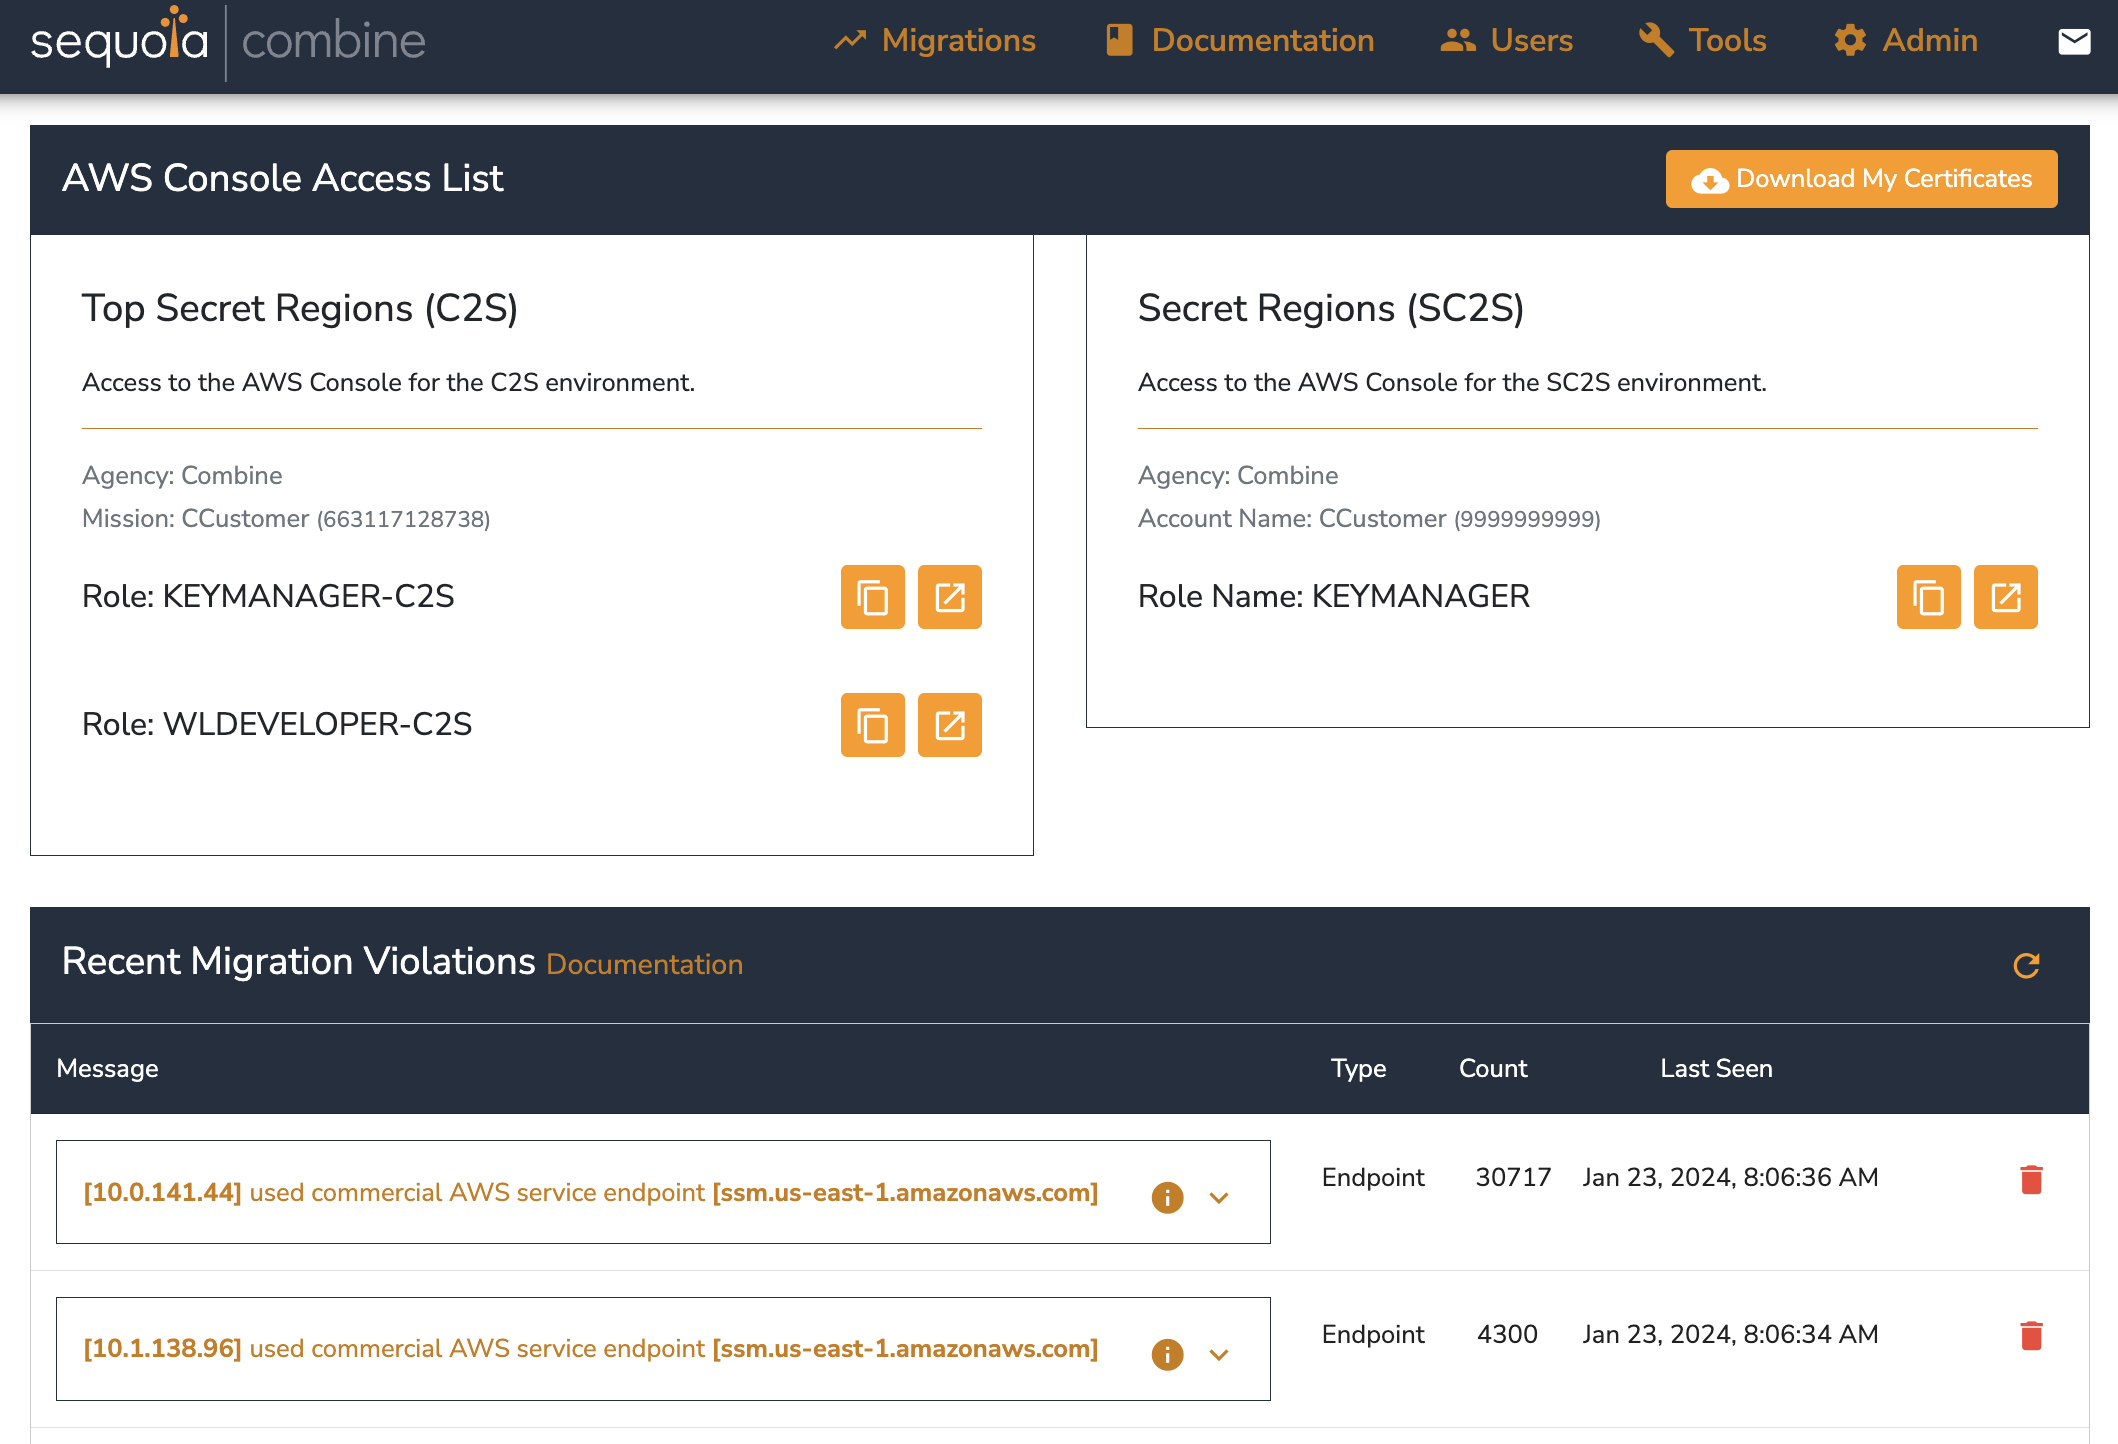 sequoia combine
Migrations Documentation Users Tools Admin
AWS Console Access List
Download My Certificates
Top Secret Regions (C2S)
Access to the AWS Console for the C2S environment.
Agency: Combine
Mission: CCustomer (663117128738)
Role: KEYMANAGER-C2S
Role: WLDEVELOPER-C2S
Secret Regions (SC2S)
Access to the AWS Console for the SC2S environment.
Agency: Combine
Account Name: CCustomer (9999999999)
Role Name: KEYMANAGER
Recent Migration Violations Documentation
Message Type Count Last Seen
[10.0.141.44] used commercial AWS service endpoint [ssm.us-east-1.amazonaws.com] Endpoint 30717 Jan 23, 2024, 8:06:36 AM
[10.1.138.96] used commercial AWS service endpoint [ssm.us-east-1.amazonaws.com] Endpoint 4300 Jan 23, 2024, 8:06:34 AM